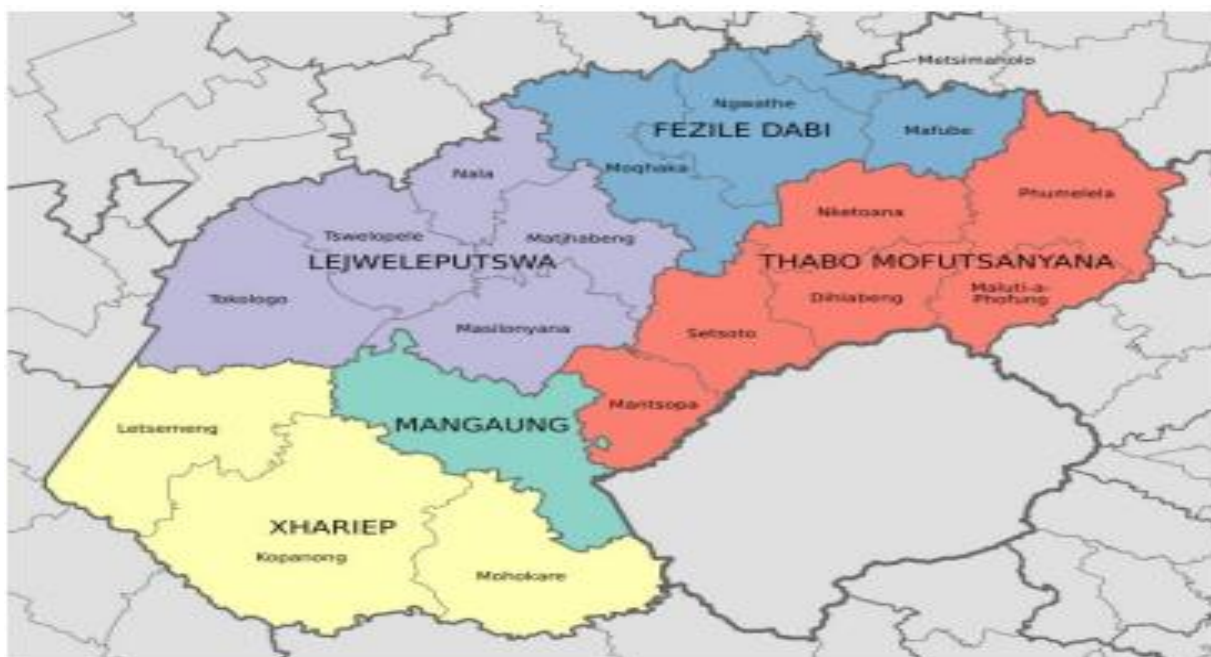 Metsimaholo
Ngwathe
FEZILE DABI
Mafube
Moqhaka
Nala
Phumelela
Nketoana
Tswelopele
Matjhabeng
LEJWELEPUTSWA
THABO MOFUTSANYANA
Tokologo
Dihlabeng
Maluti-a-
Phofung
Masilonyana
Setsoto
Mantsopa
Letsemeng
MANGAUNG
XHARIEP
Kopanong
Mohokare